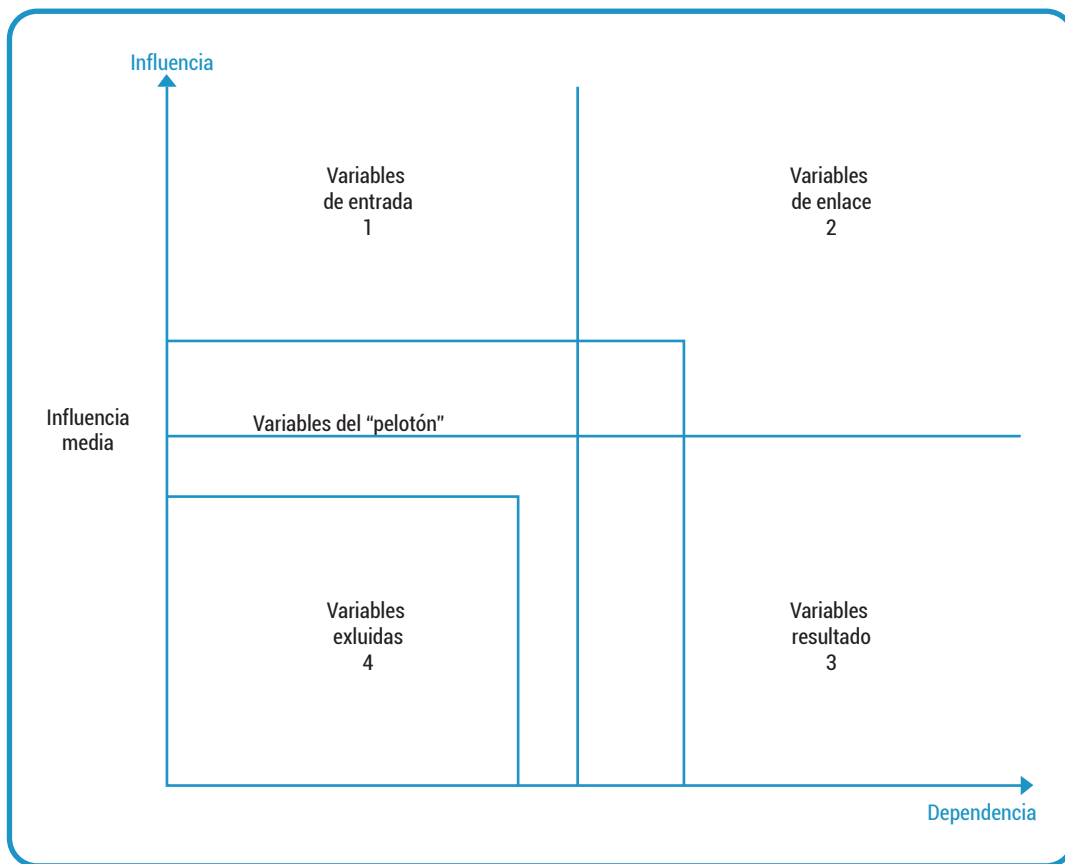 Influencia
Variables
de entrada
1
Variables
de enlace
2
Influencia
media
Variables del “pelotón”
Variables
exluidas
4
Variables
resultado
3
Dependencia